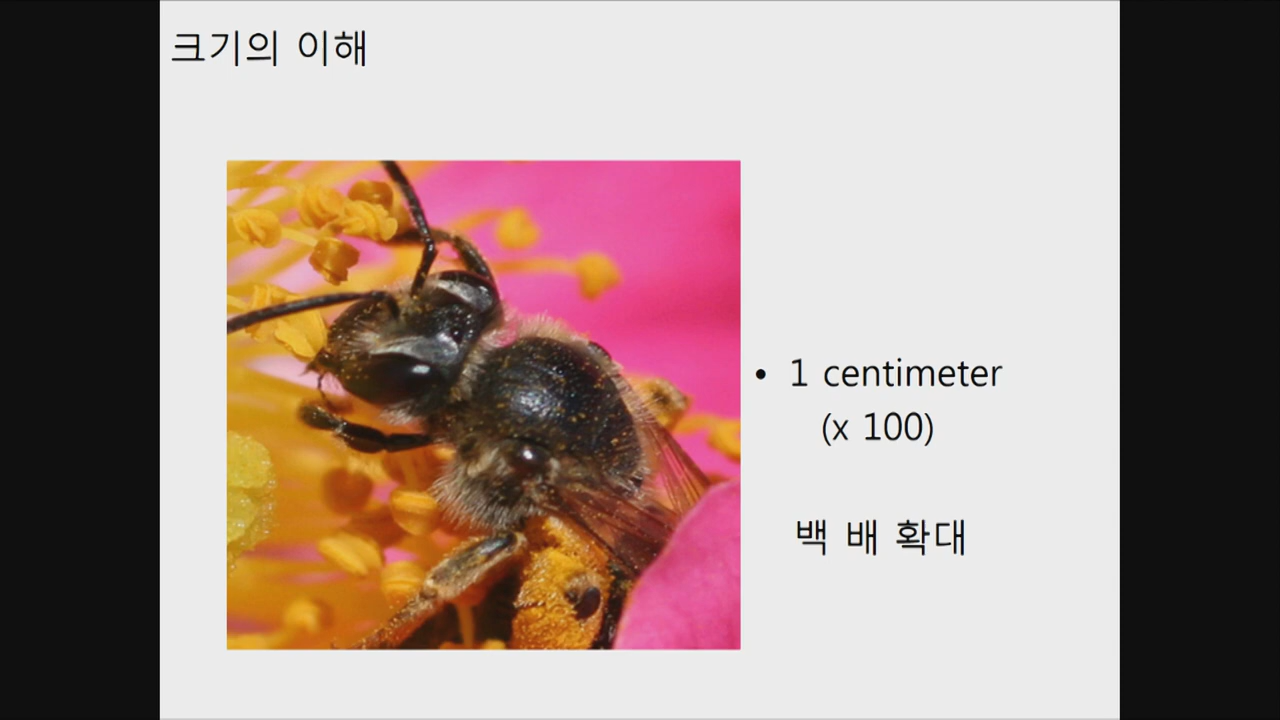 크기의 이해
• 1 centimeter
(x 100)
백 배 확대